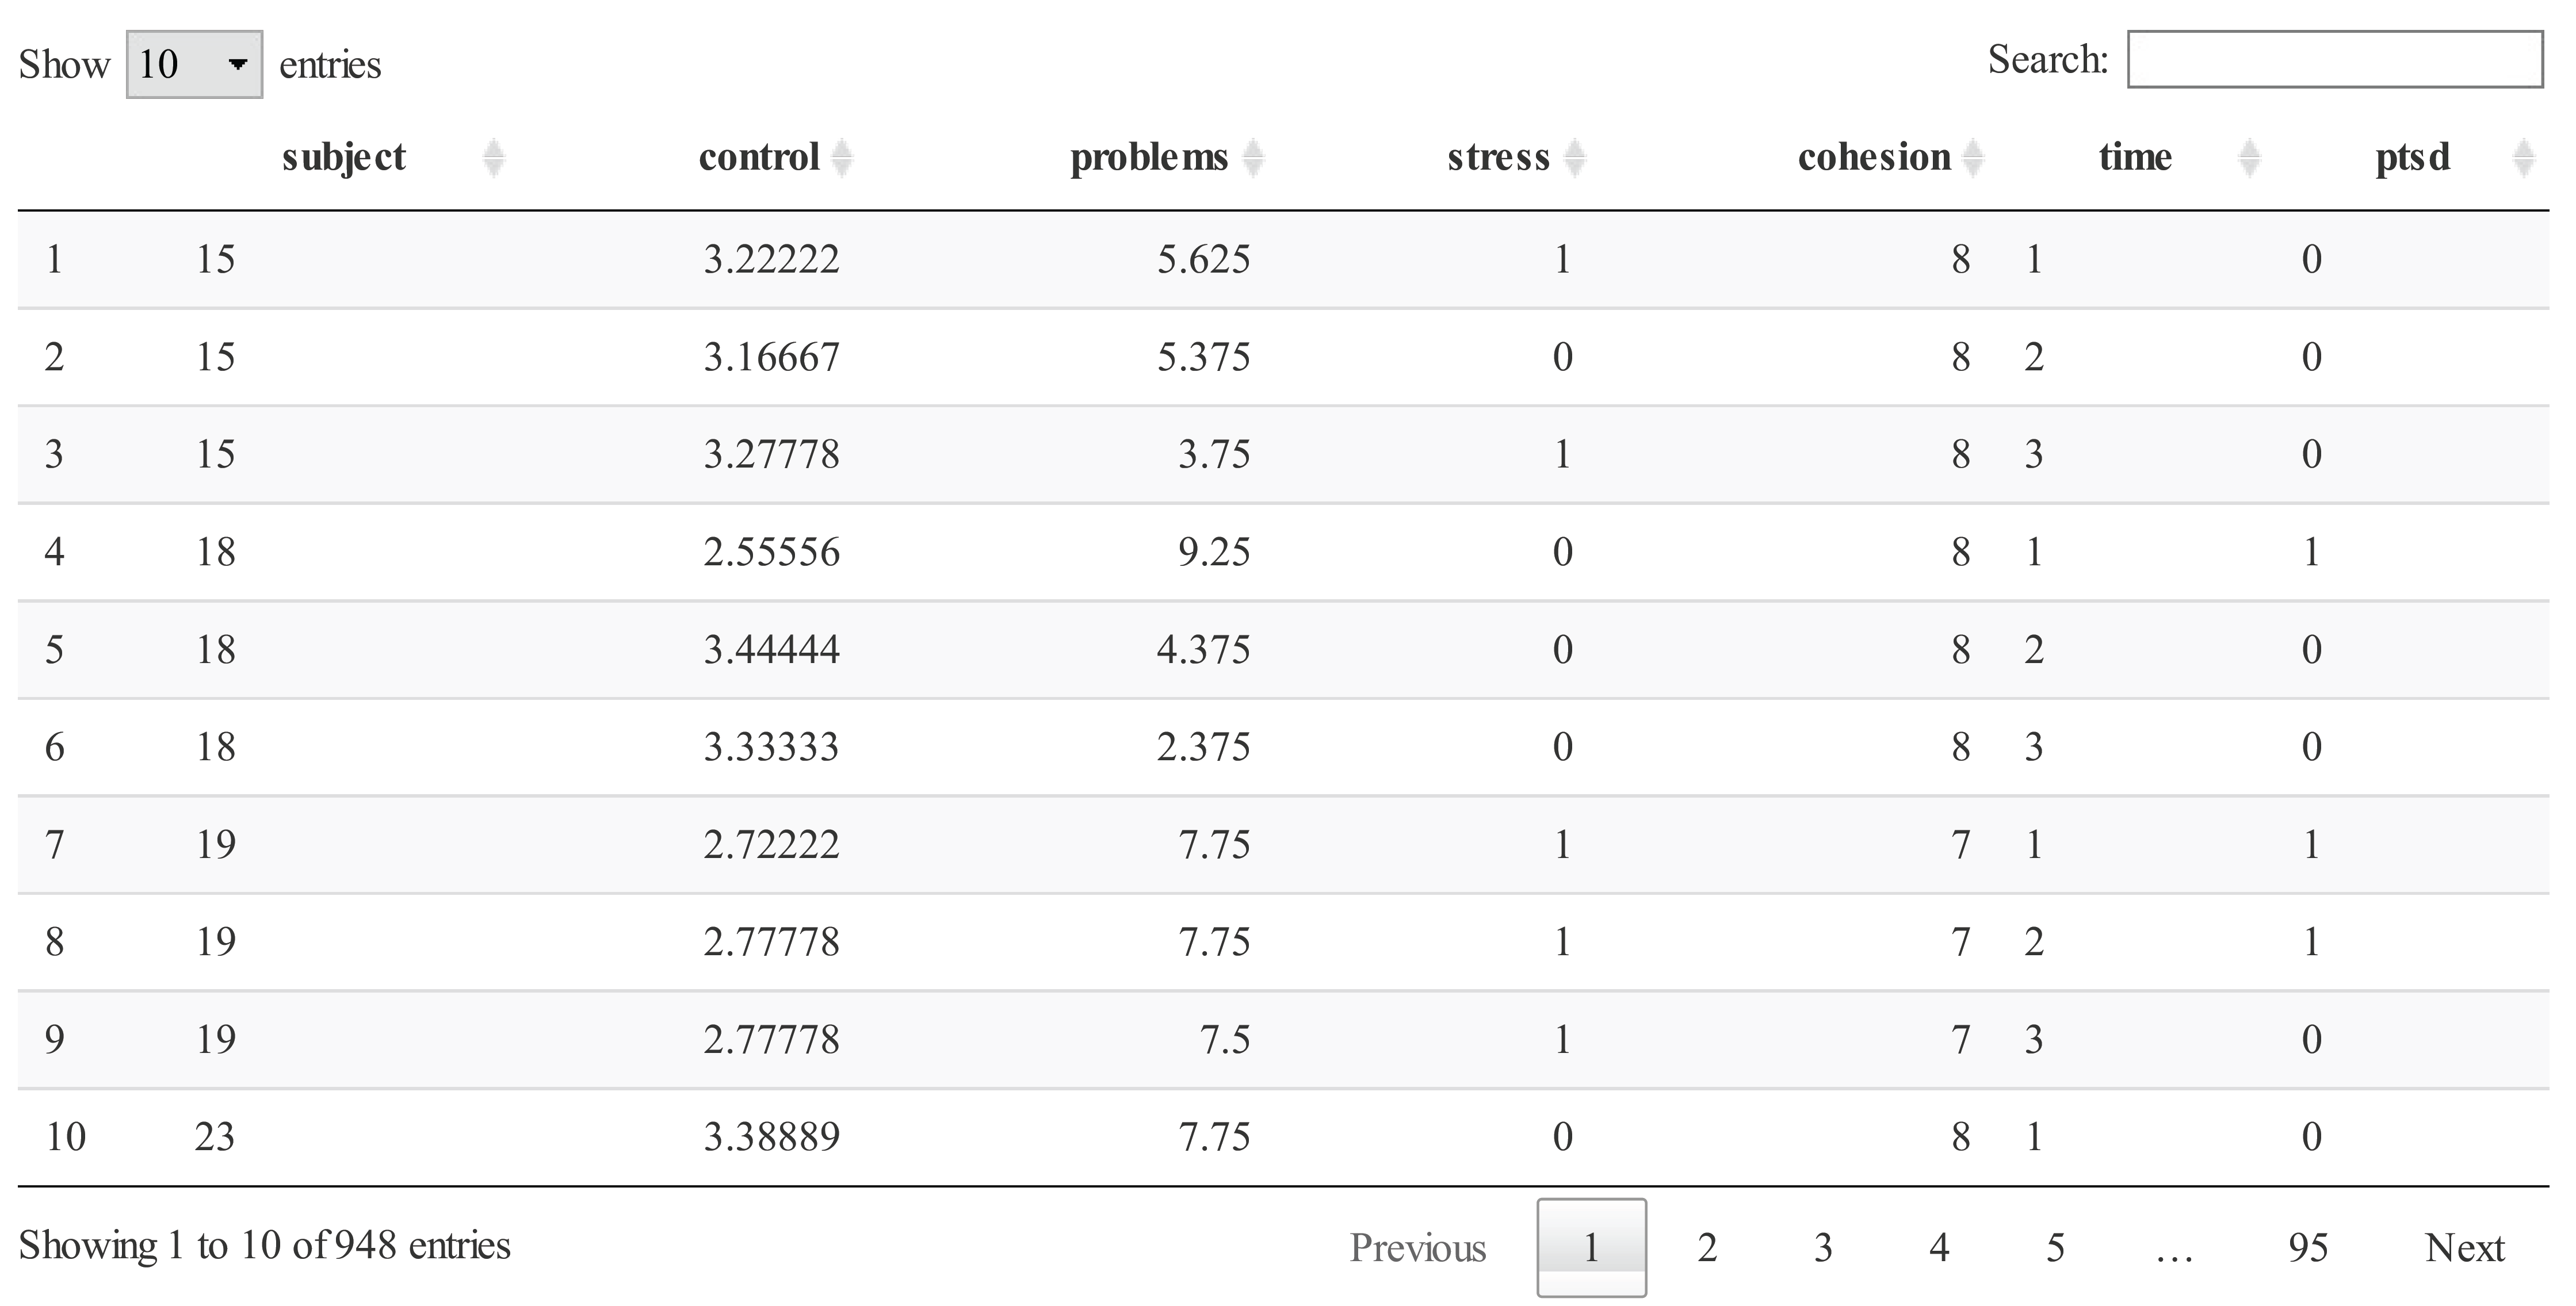 Show 10 entries Search:
subject control problems stress cohesion time ptsd
1 15 3.22222 5.625 1 8 1 0
2 15 3.16667 5.375 0 8 2 0
3 15 3.27778 3.75 1 8 3 0
4 18 2.55556 9.25 0 8 1 1
5 18 3.44444 4.375 0 8 2 0
6 18 3.33333 2.375 0 8 3 0
7 19 2.72222 7.75 1 7 1 1
8 19 2.77778 7.75 1 7 2 1
9 19 2.77778 7.5 1 7 3 0
10 23 3.38889 7.75 0 8 1 0
Showing 1 to 10 of 948 entries Previous 1 2 3 4 5 … 95 Next